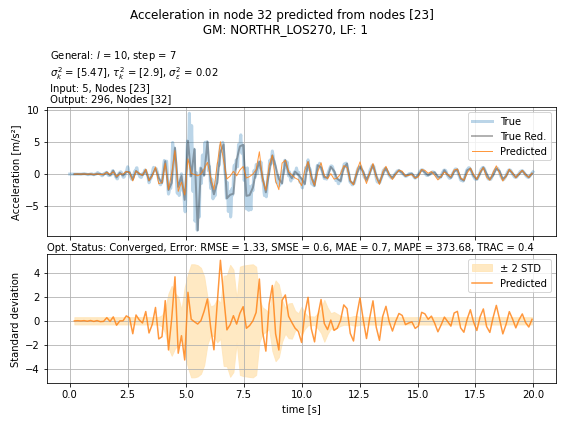 Acceleration in node 32 predicted from nodes [23]
GM: NORTHR_LOS270, LF: 1
General: l = 10, step = 7
σ²ₖ = [5.47], τ²ₖ = [2.9], σ²ε = 0.02
Input: 5, Nodes [23]
Output: 296, Nodes [32]
Acceleration [m/s²]
10
5
0
−5
True
True Red.
Predicted
Opt. Status: Converged, Error: RMSE = 1.33, SMSE = 0.6, MAE = 0.7, MAPE = 373.68, TRAC = 0.4
Standard deviation
4
2
0
−2
−4
± 2 STD
Predicted
0.0 2.5 5.0 7.5 10.0 12.5 15.0 17.5 20.0
time [s]